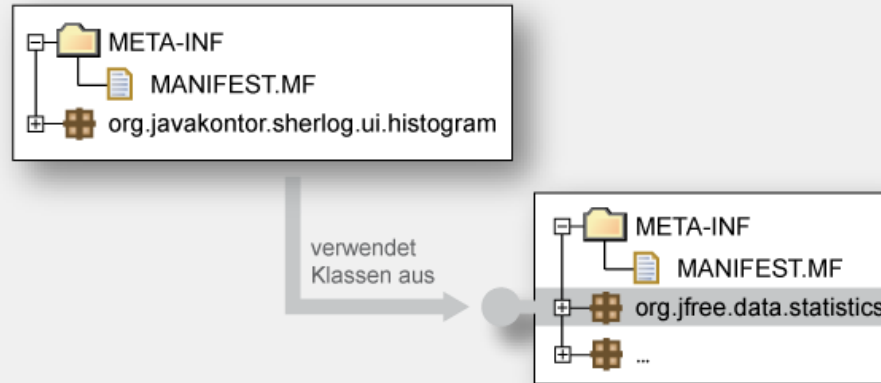 META-INF
MANIFEST.MF
org.javakontor.sherlog.ui.histogram
verwendet
Klassen aus
META-INF
MANIFEST.MF
org.jfree.data.statistics
...